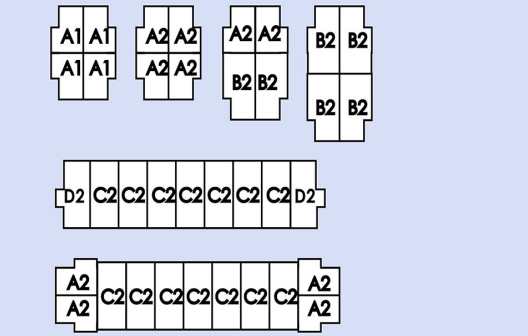 A1 A1 A2 A2 A2 A2 B2 B2
A1 A1 A2 A2 B2 B2 B2 B2
D2 C2 C2 C2 C2 C2 C2 C2 D2
A2 C2 C2 C2 C2 C2 C2 C2 A2
A2 A2